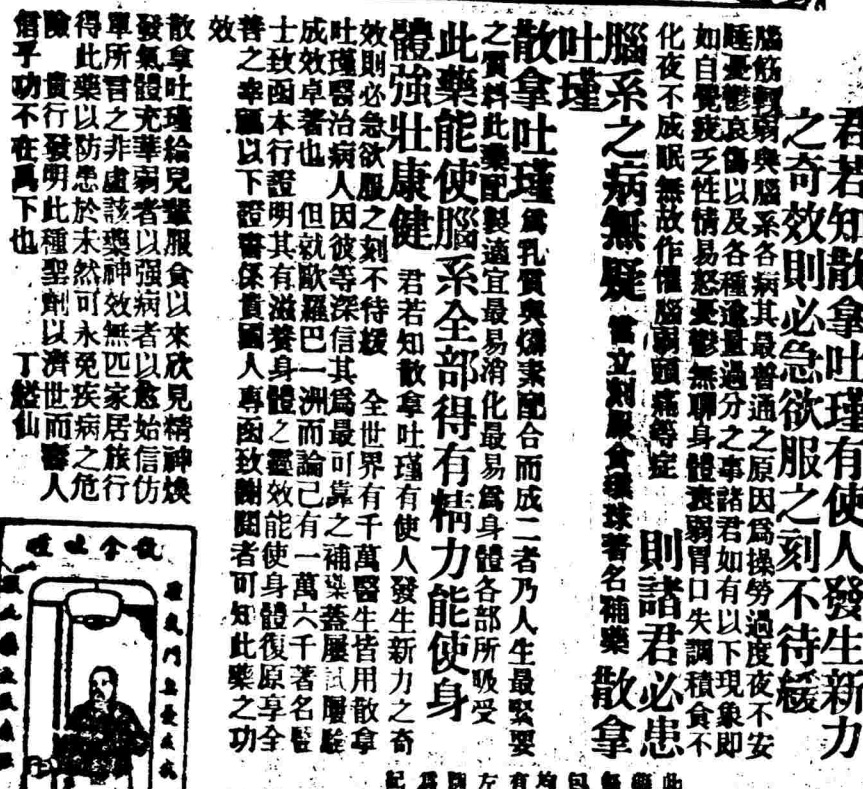 君若知散拿吐瑾有使人發生新力
之奇效則必急欲服之刻不待緩
腦筋軟弱與腦系各病其最普通之原因爲操勞過度夜不安
睡憂鬱哀傷以及各種逾量過分之事諸君如有以下現象即
如自覺疲乏性情易怒憂鬱無聊身體衰弱胃口失調積食不
化夜不成眠無故作懼腦弱頭痛等症 則諸君必患
腦系之病無疑 當立刻服食環球著名補藥 散拿
吐瑾
散拿吐瑾 爲乳質與燐素配合而成二者乃人生最緊要
之質料此藥配製適宜最易消化最易爲身體各部所吸受
此藥能使腦系全部得有精力能使身
體強壯康健 君若知散拿吐瑾有使人發生新力之奇
效則必急欲服之刻不待緩 全世界有千萬醫生皆用散拿
吐瑾醫治病人因彼等深信其爲最可靠之補藥蓋屢試屢驗
成效卓著也 但就歐羅巴一洲而論己有一萬六千著名醫
士致函本行證明其有滋養身體之靈效能使身體復原享全
善之幸福以下證書係貴國人專函致謝閱者可知此藥之功
效
散拿吐瑾給兒輩服食以來欣見精神煥
發氣體充華弱者以强病者以愈始信仿
單所言之非虛該藥神效無匹家居旅行
得此藥以防患於未然可永免疾病之危
險 貴行發明此種聖劑以濟世而壽人
信乎功不在禹下也 丁
散拿吐瑾